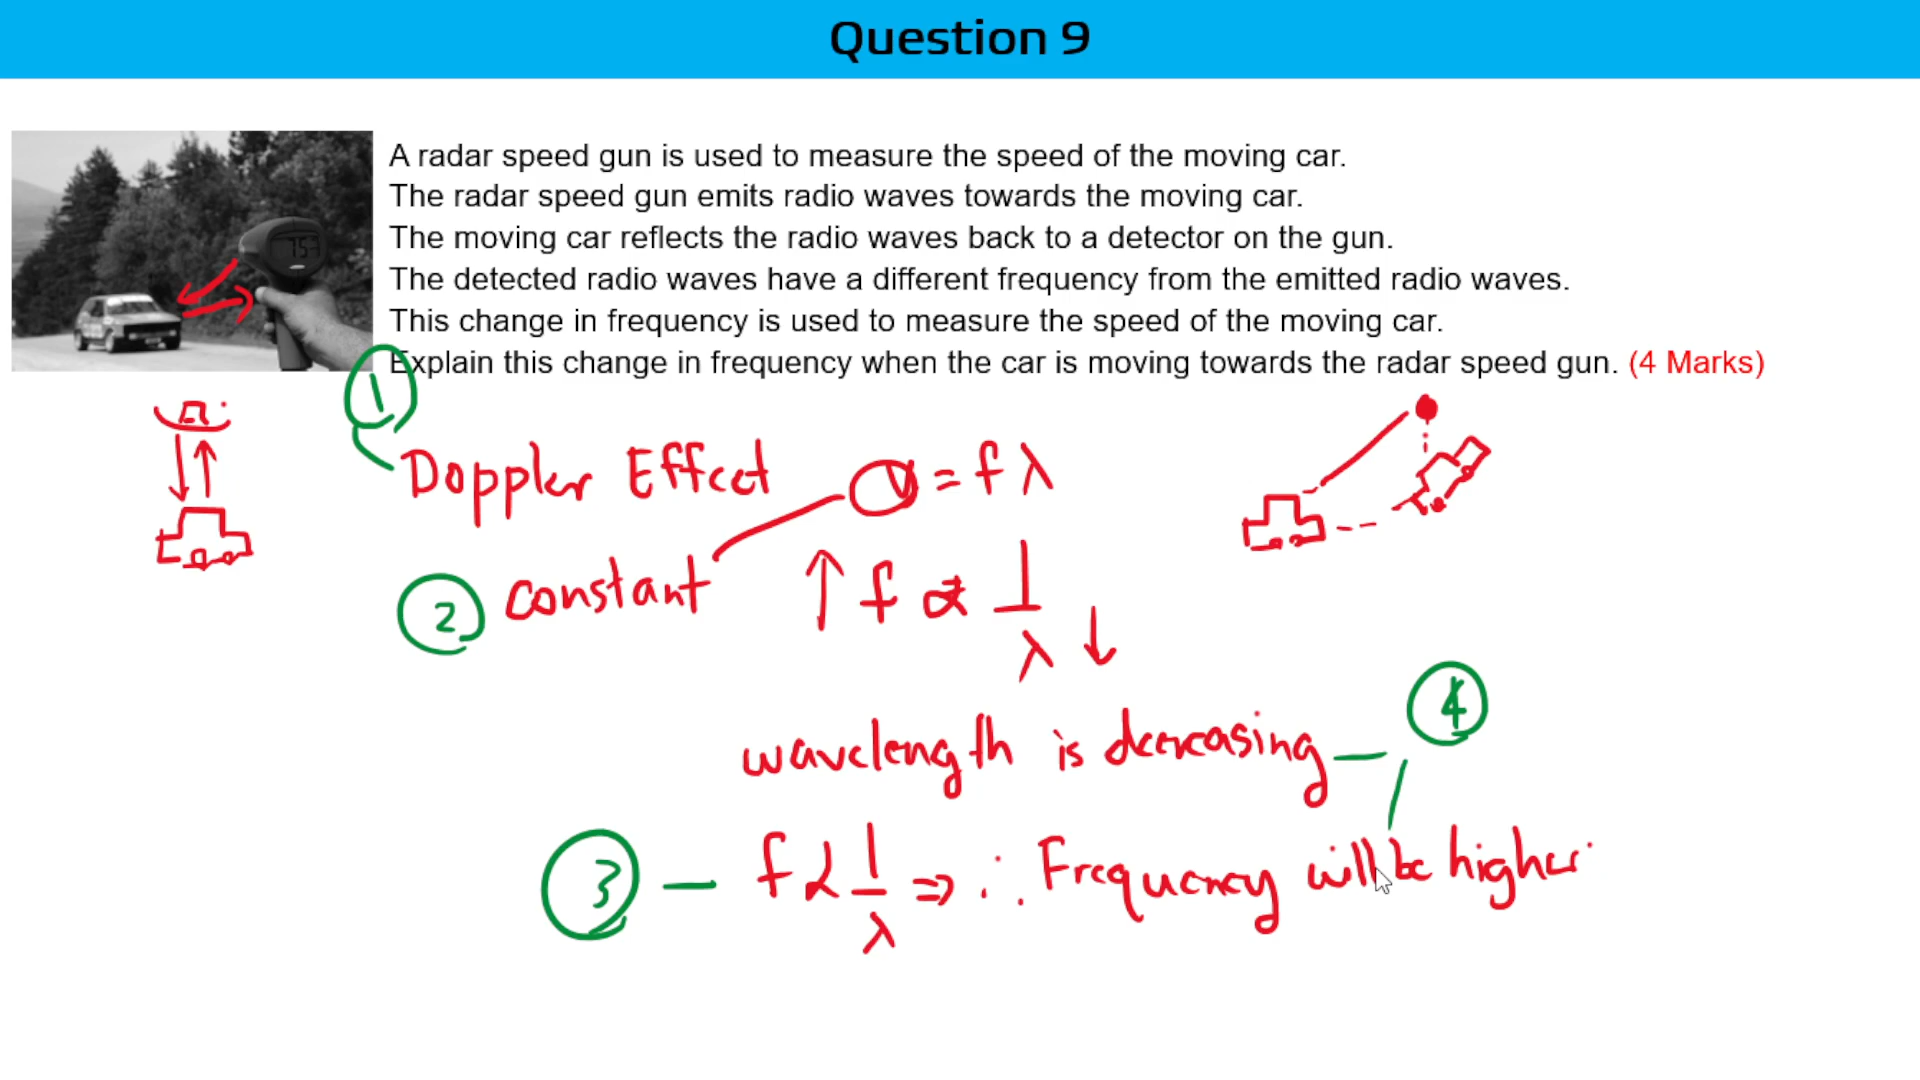 Question 9
A radar speed gun is used to measure the speed of the moving car.
The radar speed gun emits radio waves towards the moving car.
The moving car reflects the radio waves back to a detector on the gun.
The detected radio waves have a different frequency from the emitted radio waves.
This change in frequency is used to measure the speed of the moving car.
Explain this change in frequency when the car is moving towards the radar speed gun. (4 Marks)
1
Doppler Effect v = f λ
2 constant ↑ f α 1/λ ↓
4
wavelength is decreasing
3 — f α 1/λ ⇒ ∴ Frequency will be higher